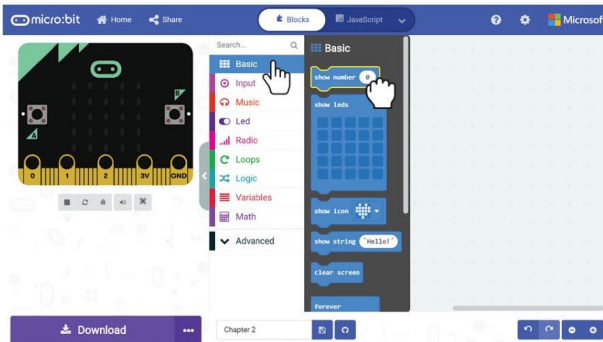 micro:bit Home Share Blocks JavaScript Microsoft
Search...
Basic
Input
Music
Led
Radio
Loops
Logic
Variables
Math
Advanced
Basic
show number 0
show leds
show icon
show string "Hello!"
clear screen
forever
B
A
0 1 2 3V GND
Download
Chapter 2